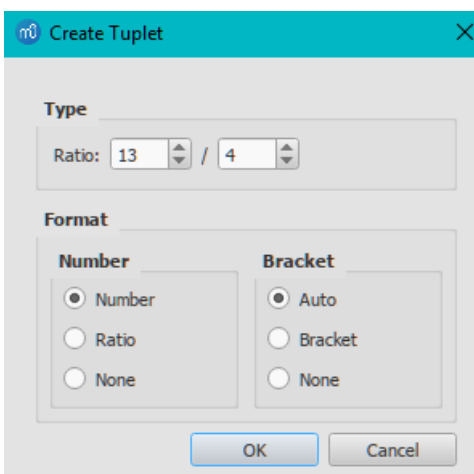 Create Tuplet
Type
Ratio: 13 / 4
Format
Number
Number
Ratio
None
Bracket
Auto
Bracket
None
OK Cancel